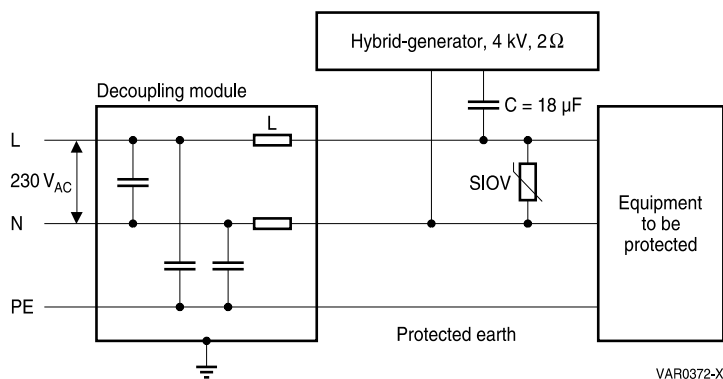 Hybrid-generator, 4 kV, 2 Ω
Decoupling module
C = 18 µF
L
L
230 VAC
SIOV
N
Equipment
to be
protected
PE
Protected earth
VAR0372-X